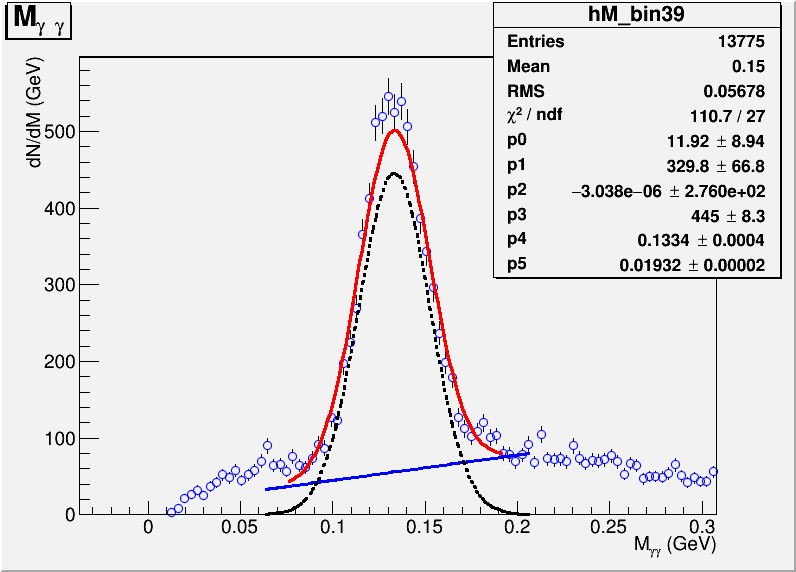 M γ γ
hM_bin39
Entries 13775
Mean 0.15
RMS 0.05678
χ² / ndf 110.7 / 27
p0 11.92 ± 8.94
p1 329.8 ± 66.8
p2 −3.038e−06 ± 2.760e+02
p3 445 ± 8.3
p4 0.1334 ± 0.0004
p5 0.01932 ± 0.00002
dN/dM (GeV)
500
400
300
200
100
0
0 0.05 0.1 0.15 0.2 0.25 0.3
M γγ (GeV)